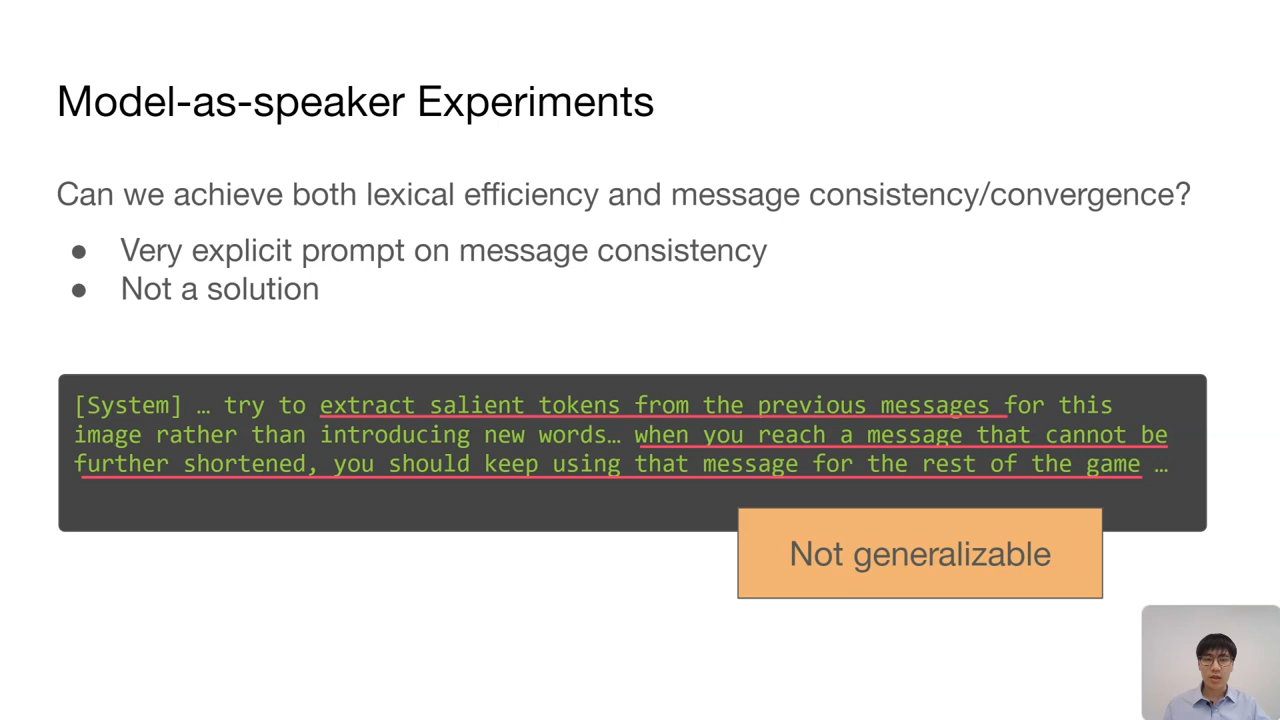 Model-as-speaker Experiments
Can we achieve both lexical efficiency and message consistency/convergence?
● Very explicit prompt on message consistency
● Not a solution
[System] … try to extract salient tokens from the previous messages for this
image rather than introducing new words… when you reach a message that cannot be
further shortened, you should keep using that message for the rest of the game …
Not generalizable